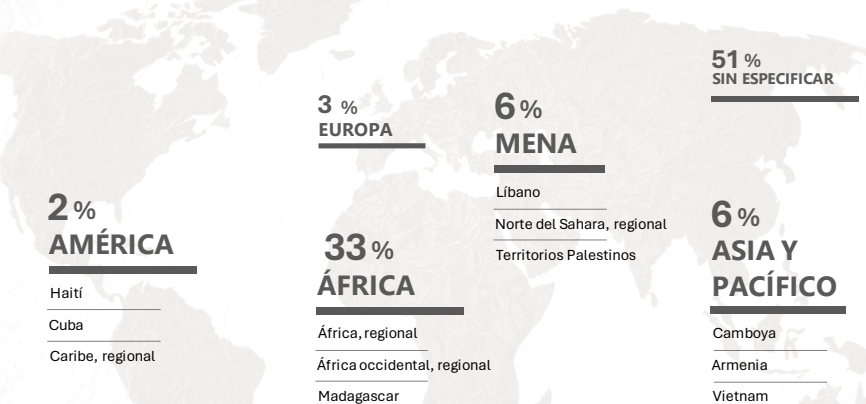 51 %
SIN ESPECIFICAR
3 %
EUROPA
6 %
MENA
Líbano
Norte del Sahara, regional
Territorios Palestinos
2 %
AMÉRICA
Haití
Cuba
Caribe, regional
33 %
ÁFRICA
África, regional
África occidental, regional
Madagascar
6 %
ASIA Y
PACÍFICO
Camboya
Armenia
Vietnam